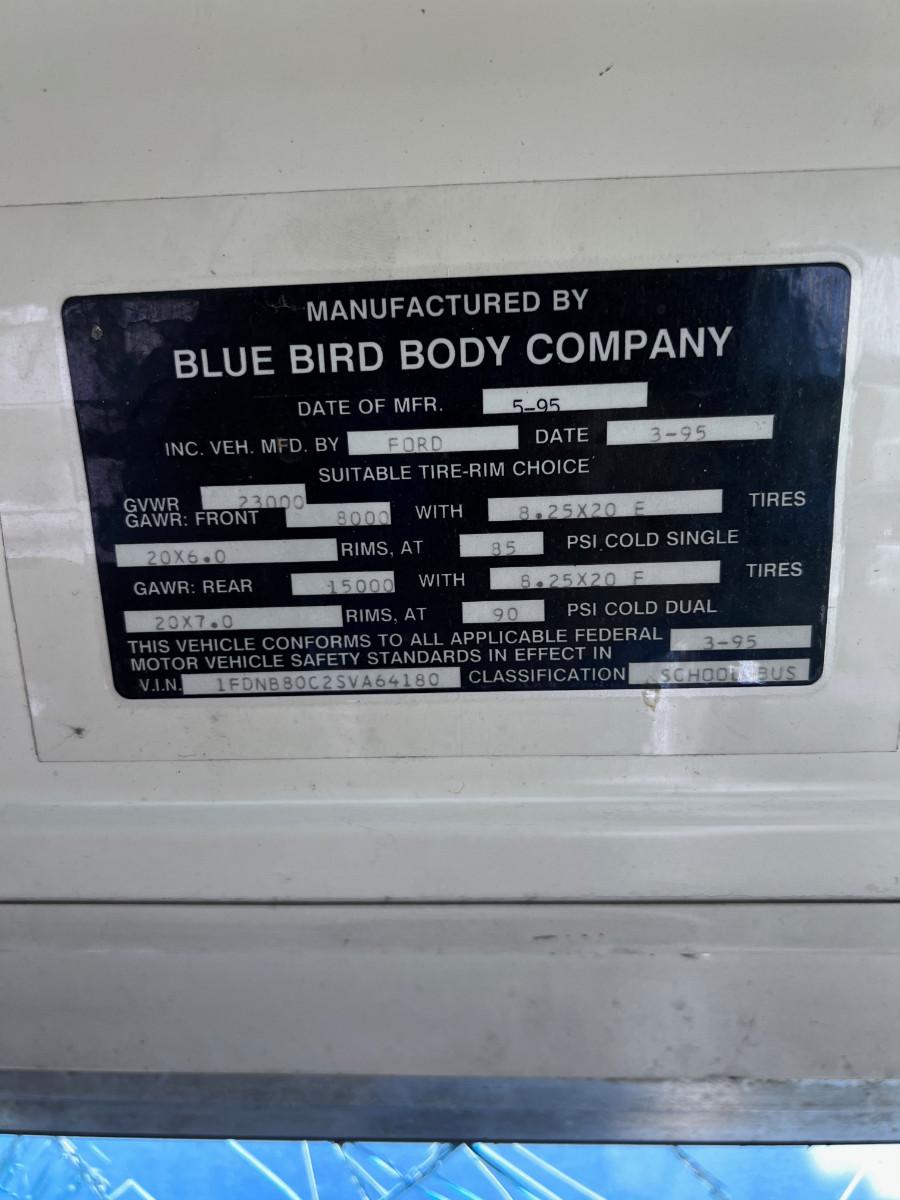 MANUFACTURED BY
BLUE BIRD BODY COMPANY
DATE OF MFR. 5-95
INC. VEH. MFD. BY FORD DATE 3-95
SUITABLE TIRE-RIM CHOICE
GVWR 23000
GAWR: FRONT 8000 WITH 8.25X20 E TIRES
20X6.0 RIMS, AT 85 PSI COLD SINGLE
GAWR: REAR 15000 WITH 8.25X20 F TIRES
20X7.0 RIMS, AT 90 PSI COLD DUAL
THIS VEHICLE CONFORMS TO ALL APPLICABLE FEDERAL
MOTOR VEHICLE SAFETY STANDARDS IN EFFECT IN 3-95
V.I.N. 1FDNB80C2SVA64180 CLASSIFICATION SCHOOL BUS